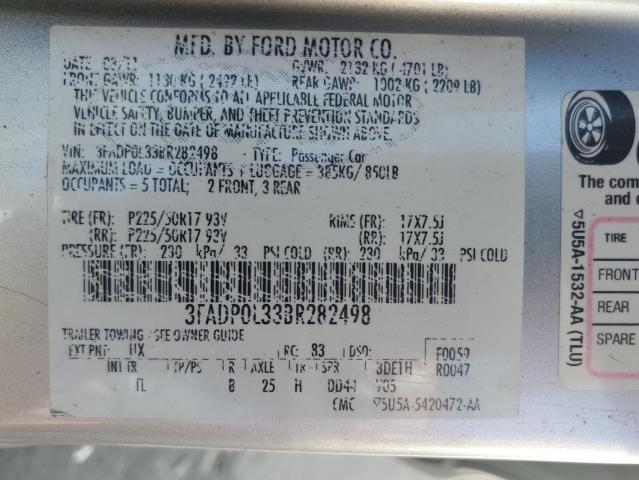 MFD. BY FORD MOTOR CO.
DATE 03/11 GVWR: 2132 KG (4701 LB)
FRONT GAWR: 1130 KG (2492 LB) REAR GAWR: 1002 KG (2209 LB)
THIS VEHICLE CONFORMS TO ALL APPLICABLE FEDERAL MOTOR
VEHICLE SAFETY, BUMPER, AND THEFT PREVENTION STANDARDS
IN EFFECT ON THE DATE OF MANUFACTURE SHOWN ABOVE.
VIN: 3FADP0L33BR282498 TYPE: Passenger Car
MAXIMUM LOAD = OCCUPANTS + LUGGAGE = 385KG/850LB
OCCUPANTS = 5 TOTAL; 2 FRONT, 3 REAR
TIRE (FR): P225/50R17 93V RIMS (FR): 17X7.5J
(RR): P225/50R17 93V (RR): 17X7.5J
PRESSURE (FR): 230 kPa/ 33 PSI COLD (RR): 230 kPa/ 33 PSI COLD
3FADP0L33BR282498
TRAILER TOWING - SEE OWNER GUIDE
EXT PNT: UX RC: 83 DSO: F0059
INT TR TP/PS R AXLE TR SPR 3DETH R0047
TL B 25 H DD44 V05
CMC ▽5U5A-5420472-AA
The com
and
TIRE
FRONT
REAR
SPARE
▽5U5A-1532-AA (TLU)